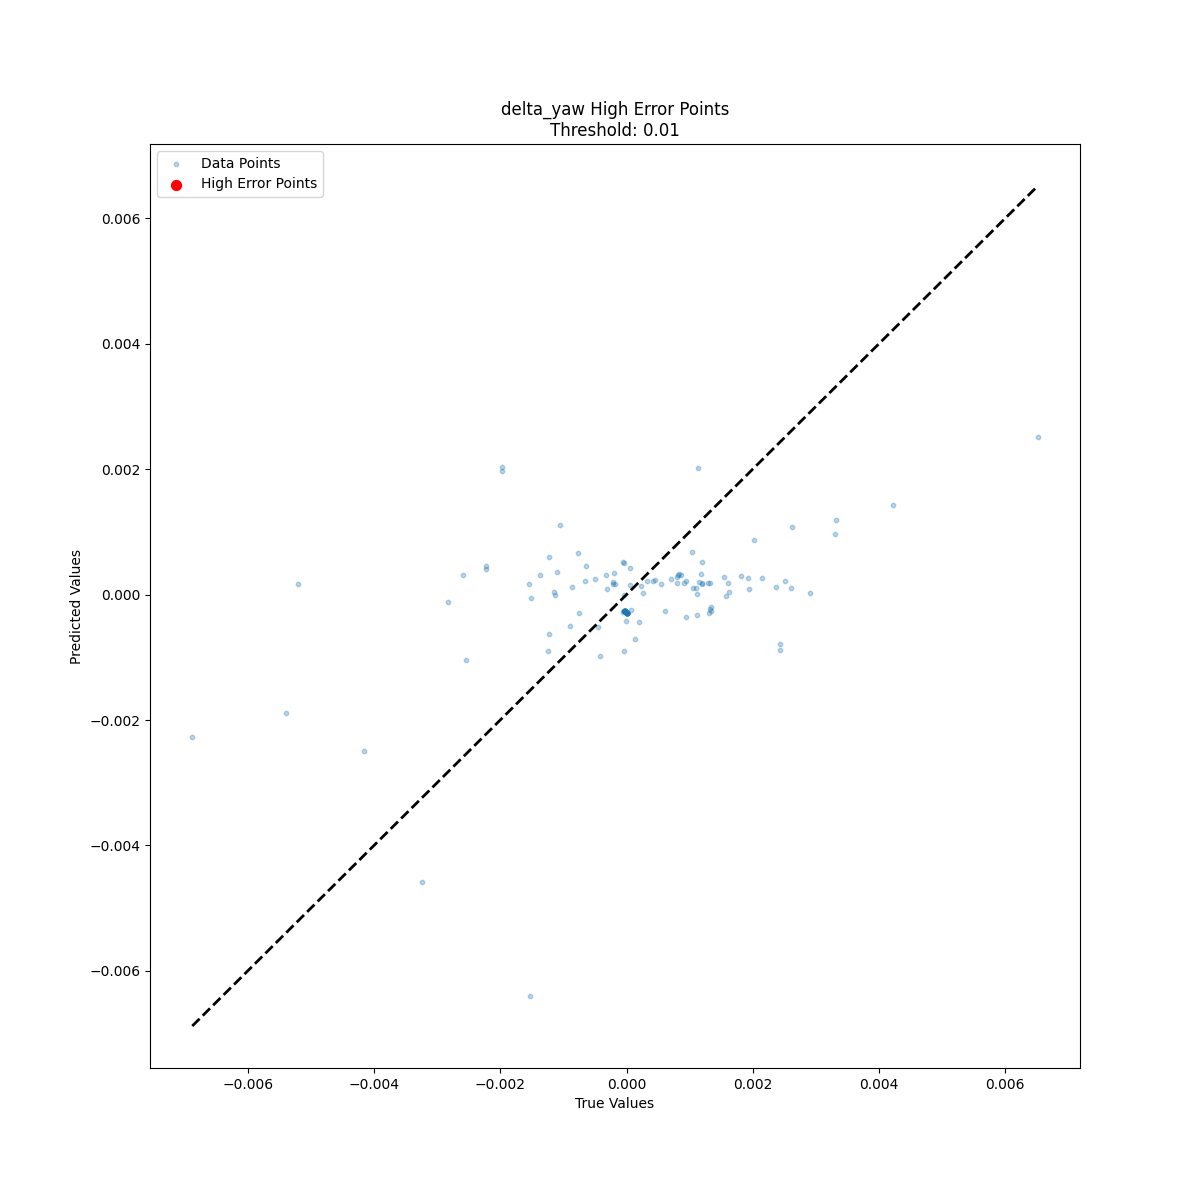 delta_yaw High Error Points
Threshold: 0.01
Data Points
High Error Points
0.006
0.004
0.002
0.000
−0.002
−0.004
−0.006
Predicted Values
−0.006
−0.004
−0.002
0.000
0.002
0.004
0.006
True Values